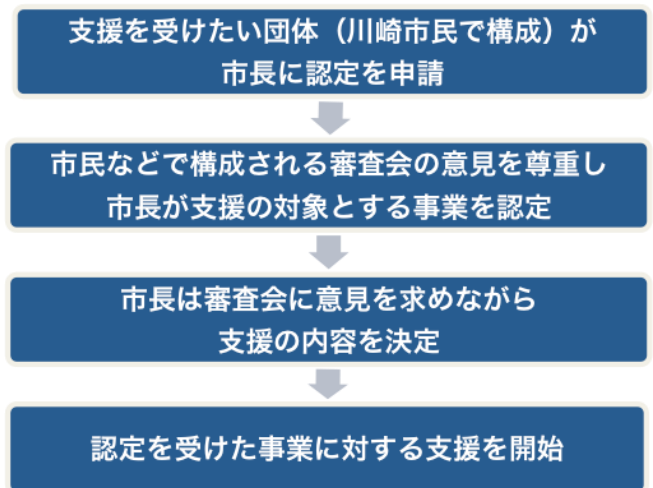 支援を受けたい団体（川崎市民で構成）が
市長に認定を申請
市民などで構成される審査会の意見を尊重し
市長が支援の対象とする事業を認定
市長は審査会に意見を求めながら
支援の内容を決定
認定を受けた事業に対する支援を開始